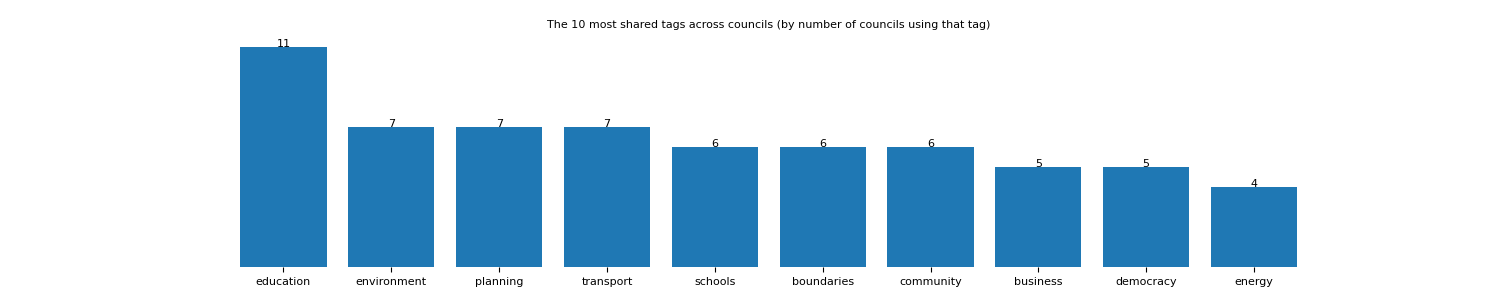 The 10 most shared tags across councils (by number of councils using that tag)
11
7
7
7
6
6
6
5
5
4
education
environment
planning
transport
schools
boundaries
community
business
democracy
energy